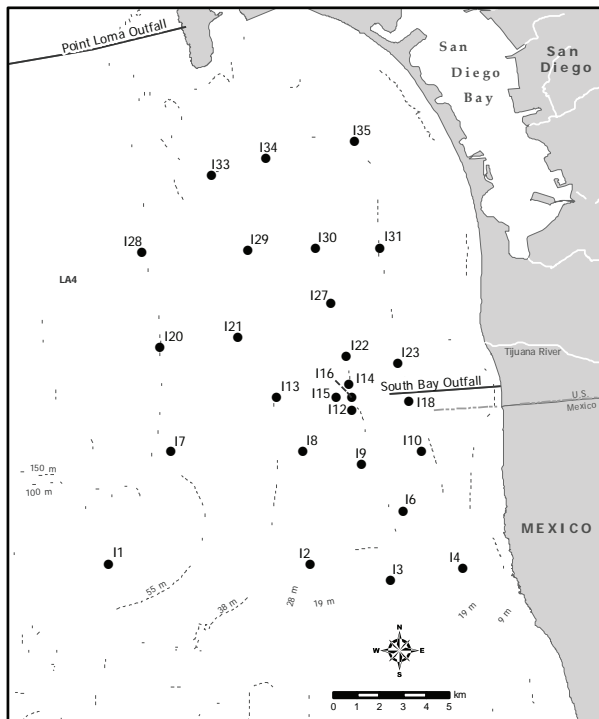 Point Loma Outfall
San
Diego
Bay
San
Diego
I35
I34
I33
I28
I29
I30
I31
LA4
I27
I21
I20
I22
I23
Tijuana River
I16
I14
South Bay Outfall
I13
I15
I18
U.S.
Mexico
I12
I7
I8
I9
I10
150 m
100 m
I6
MEXICO
I1
I2
I3
I4
55 m
38 m
28 m
19 m
19 m
9 m
N
W
E
S
0 1 2 3 4 5
km